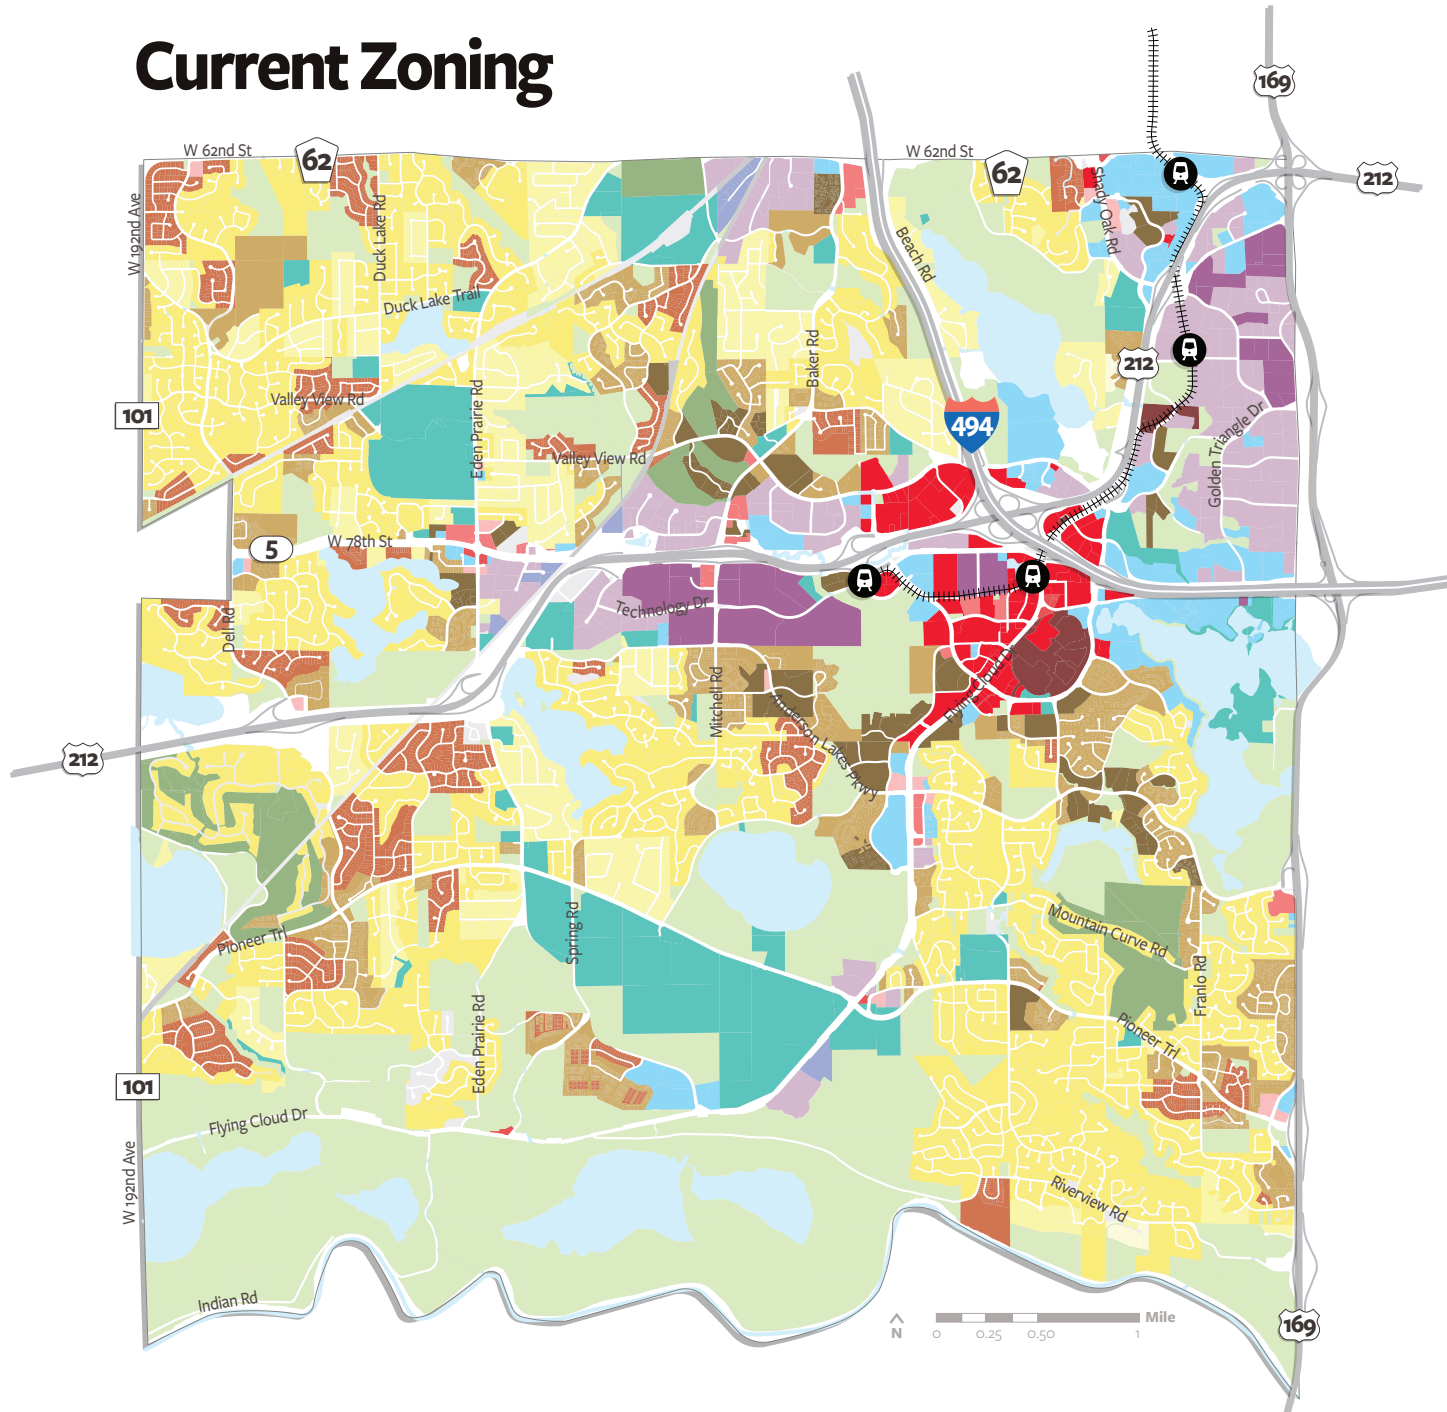 Current Zoning
169
W 62nd St
62
W 62nd St
62
212
W 192nd Ave
Duck Lake Rd
Shady Oak Rd
Beach Rd
Duck Lake Trail
Baker Rd
212
101
Valley View Rd
Eden Prairie Rd
494
Golden Triangle Dr
Valley View Rd
5
W 78th St
Technology Dr
Dell Rd
Mitchell Rd
Flying Cloud Dr
Anderson Lakes Pkwy
212
Pioneer Trl
Spring Rd
Mountain Curve Rd
Franlo Rd
Eden Prairie Rd
Pioneer Trl
101
Flying Cloud Dr
W 192nd Ave
Riverview Rd
Indian Rd
N
0 0.25 0.50 1 Mile
169